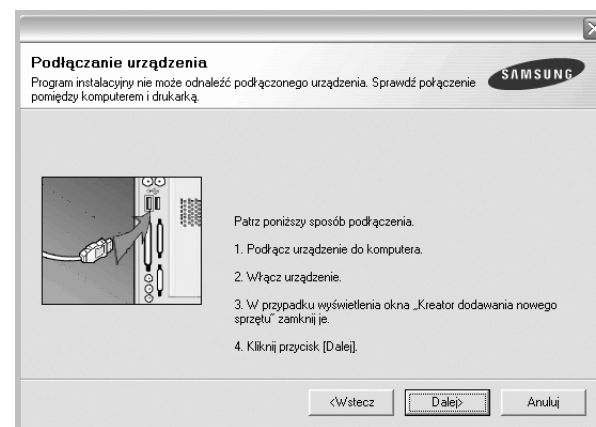 Podłączanie urządzenia
Program instalacyjny nie może odnaleźć podłączonego urządzenia. Sprawdź połączenie
pomiędzy komputerem i drukarką.
SAMSUNG
Patrz poniższy sposób podłączenia.
1. Podłącz urządzenie do komputera.
2. Włącz urządzenie.
3. W przypadku wyświetlenia okna „Kreator dodawania nowego
sprzętu” zamknij je.
4. Kliknij przycisk [Dalej].
<Wstecz
Dalej>
Anuluj